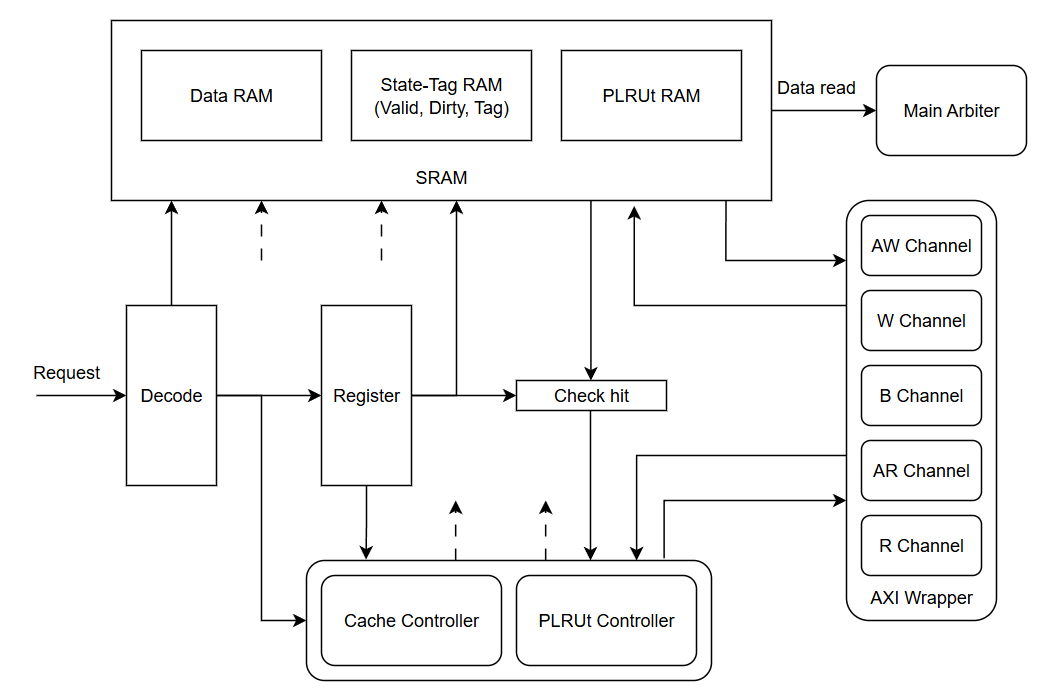 Data RAM
State-Tag RAM
(Valid, Dirty, Tag)
PLRUt RAM
SRAM
Data read
Main Arbiter
AW Channel
W Channel
B Channel
AR Channel
R Channel
AXI Wrapper
Request
Decode
Register
Check hit
Cache Controller
PLRUt Controller